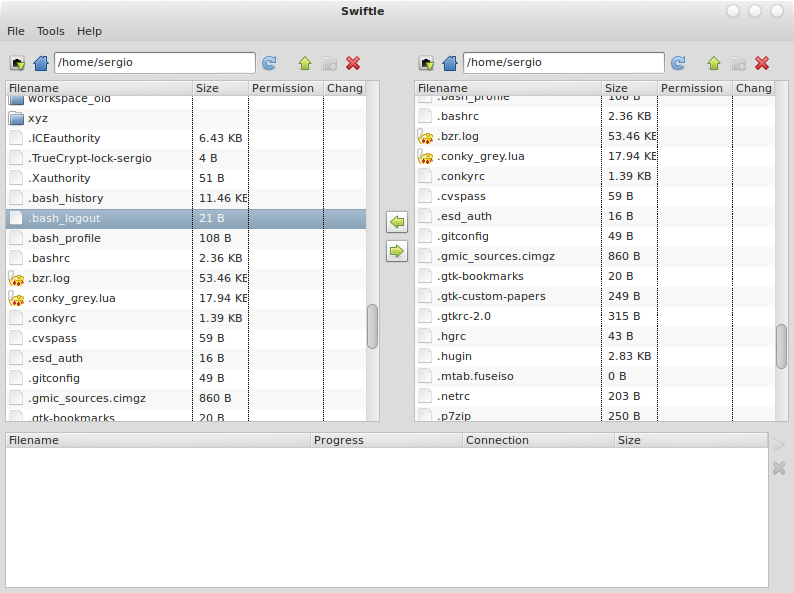 Swiftle
File Tools Help
/home/sergio
Filename Size Permission Chang
workspace_old
xyz
.ICEauthority 6.43 KB
.TrueCrypt-lock-sergio 4 B
.Xauthority 51 B
.bash_history 11.46 KB
.bash_logout 21 B
.bash_profile 108 B
.bashrc 2.36 KB
.bzr.log 53.46 KB
.conky_grey.lua 17.94 KB
.conkyrc 1.39 KB
.cvspass 59 B
.esd_auth 16 B
.gitconfig 49 B
.gmic_sources.cimgz 860 B
.gtk-bookmarks 20 B
/home/sergio
Filename Size Permission Chang
.bash_profile 108 B
.bashrc 2.36 KB
.bzr.log 53.46 KB
.conky_grey.lua 17.94 KB
.conkyrc 1.39 KB
.cvspass 59 B
.esd_auth 16 B
.gitconfig 49 B
.gmic_sources.cimgz 860 B
.gtk-bookmarks 20 B
.gtk-custom-papers 249 B
.gtkrc-2.0 315 B
.hgrc 43 B
.hugin 2.83 KB
.mtab.fuseiso 0 B
.netrc 203 B
.p7zip 250 B
Filename Progress Connection Size